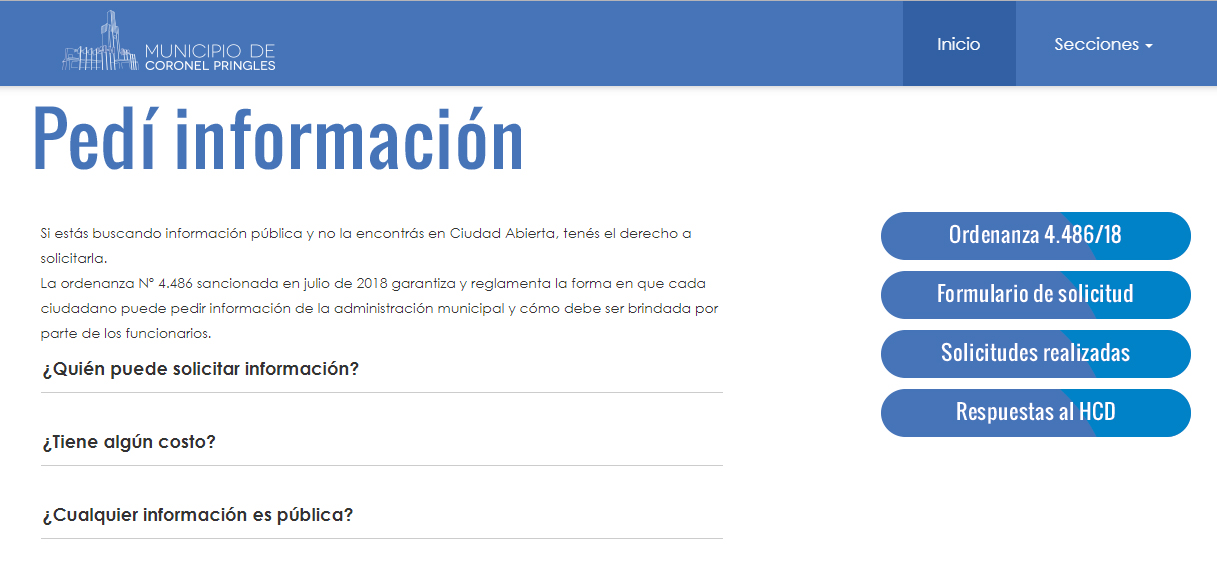 MUNICIPIO DE
CORONEL PRINGLES
Inicio
Secciones
Pedí información
Si estás buscando información pública y no la encontrás en Ciudad Abierta, tenés el derecho a
solicitarla.
La ordenanza N° 4.486 sancionada en julio de 2018 garantiza y reglamenta la forma en que cada
ciudadano puede pedir información de la administración municipal y cómo debe ser brindada por
parte de los funcionarios.
¿Quién puede solicitar información?
¿Tiene algún costo?
¿Cualquier información es pública?
Ordenanza 4.486/18
Formulario de solicitud
Solicitudes realizadas
Respuestas al HCD